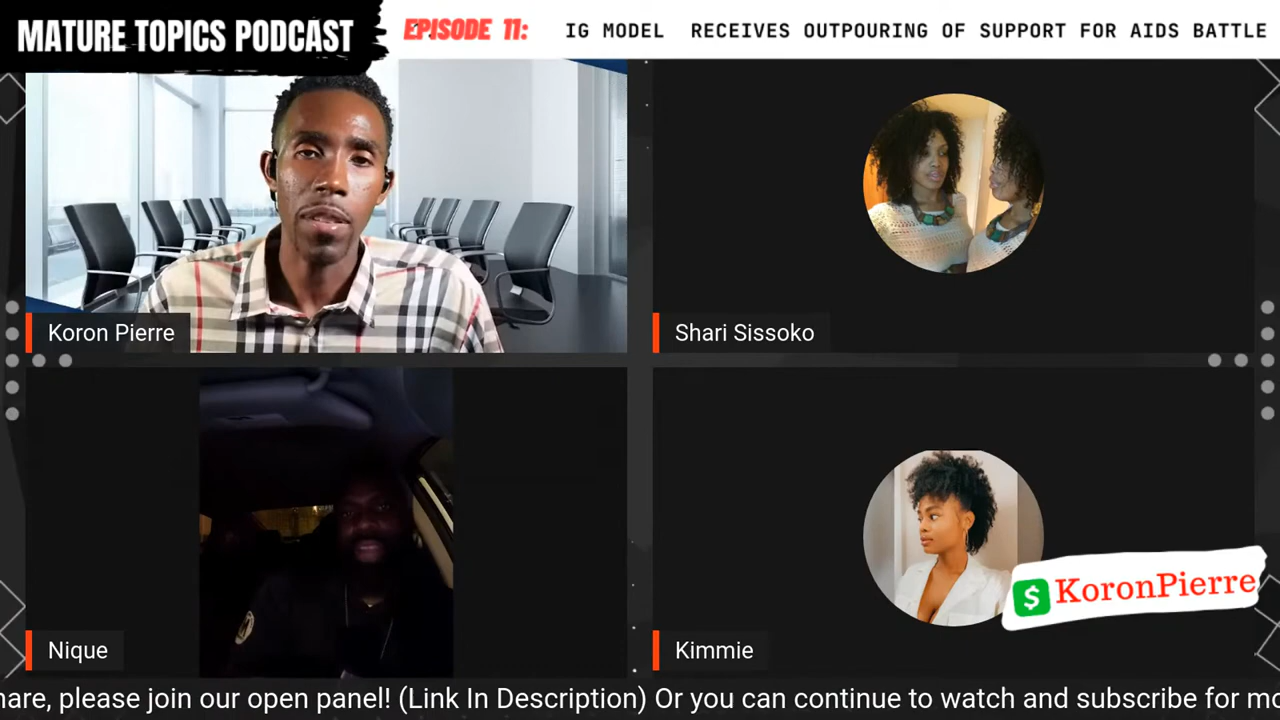 MATURE TOPICS PODCAST
EPISODE 11:
IG MODEL RECEIVES OUTPOURING OF SUPPORT FOR AIDS BATTLE
Koron Pierre
Shari Sissoko
Nique
Kimmie
$ KoronPierre
hare, please join our open panel! (Link In Description) Or you can continue to watch and subscribe for mo